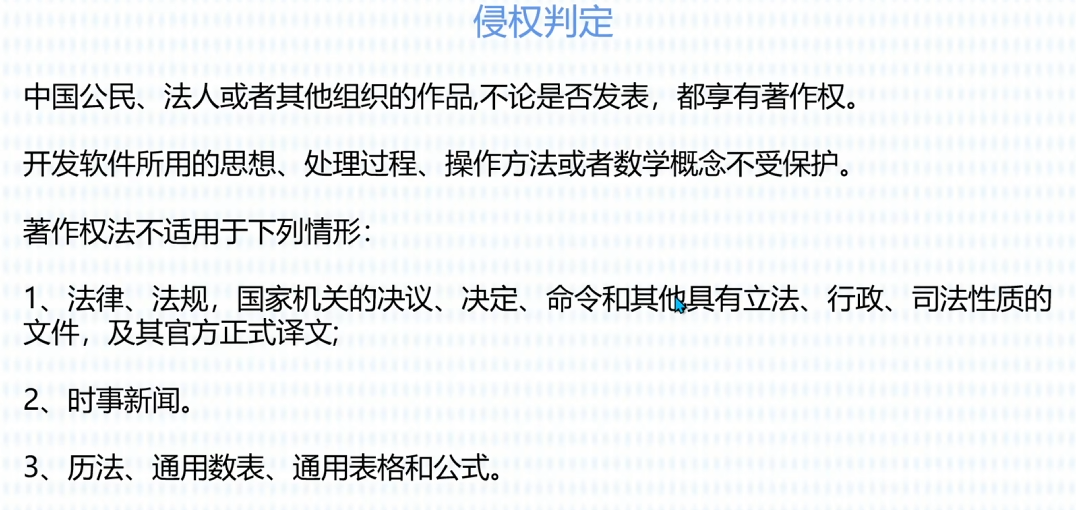 侵权判定
中国公民、法人或者其他组织的作品,不论是否发表，都享有著作权。
开发软件所用的思想、处理过程、操作方法或者数学概念不受保护。
著作权法不适用于下列情形：
1、法律、法规，国家机关的决议、决定、命令和其他具有立法、行政、司法性质的
文件，及其官方正式译文;
2、时事新闻。
3、历法、通用数表、通用表格和公式。